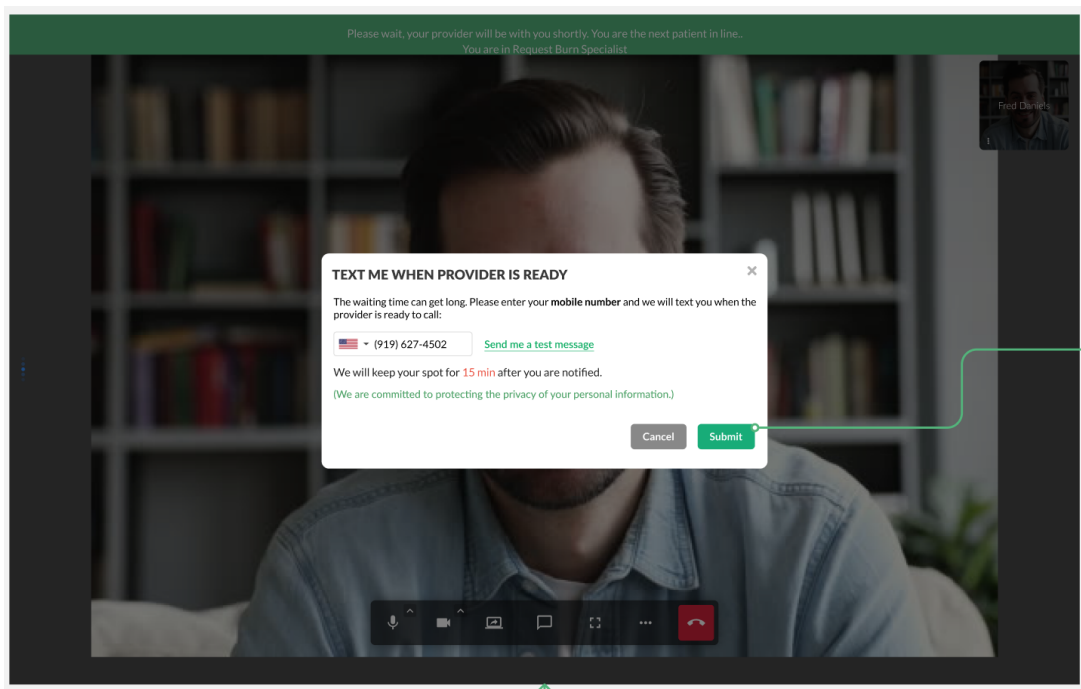 Please wait, your provider will be with you shortly. You are the next patient in line..
You are in Request Burn Specialist
Fred Daniels
1
TEXT ME WHEN PROVIDER IS READY
The waiting time can get long. Please enter your mobile number and we will text you when the
provider is ready to call:
(919) 627-4502 Send me a test message
We will keep your spot for 15 min after you are notified.
(We are committed to protecting the privacy of your personal information.)
Cancel Submit